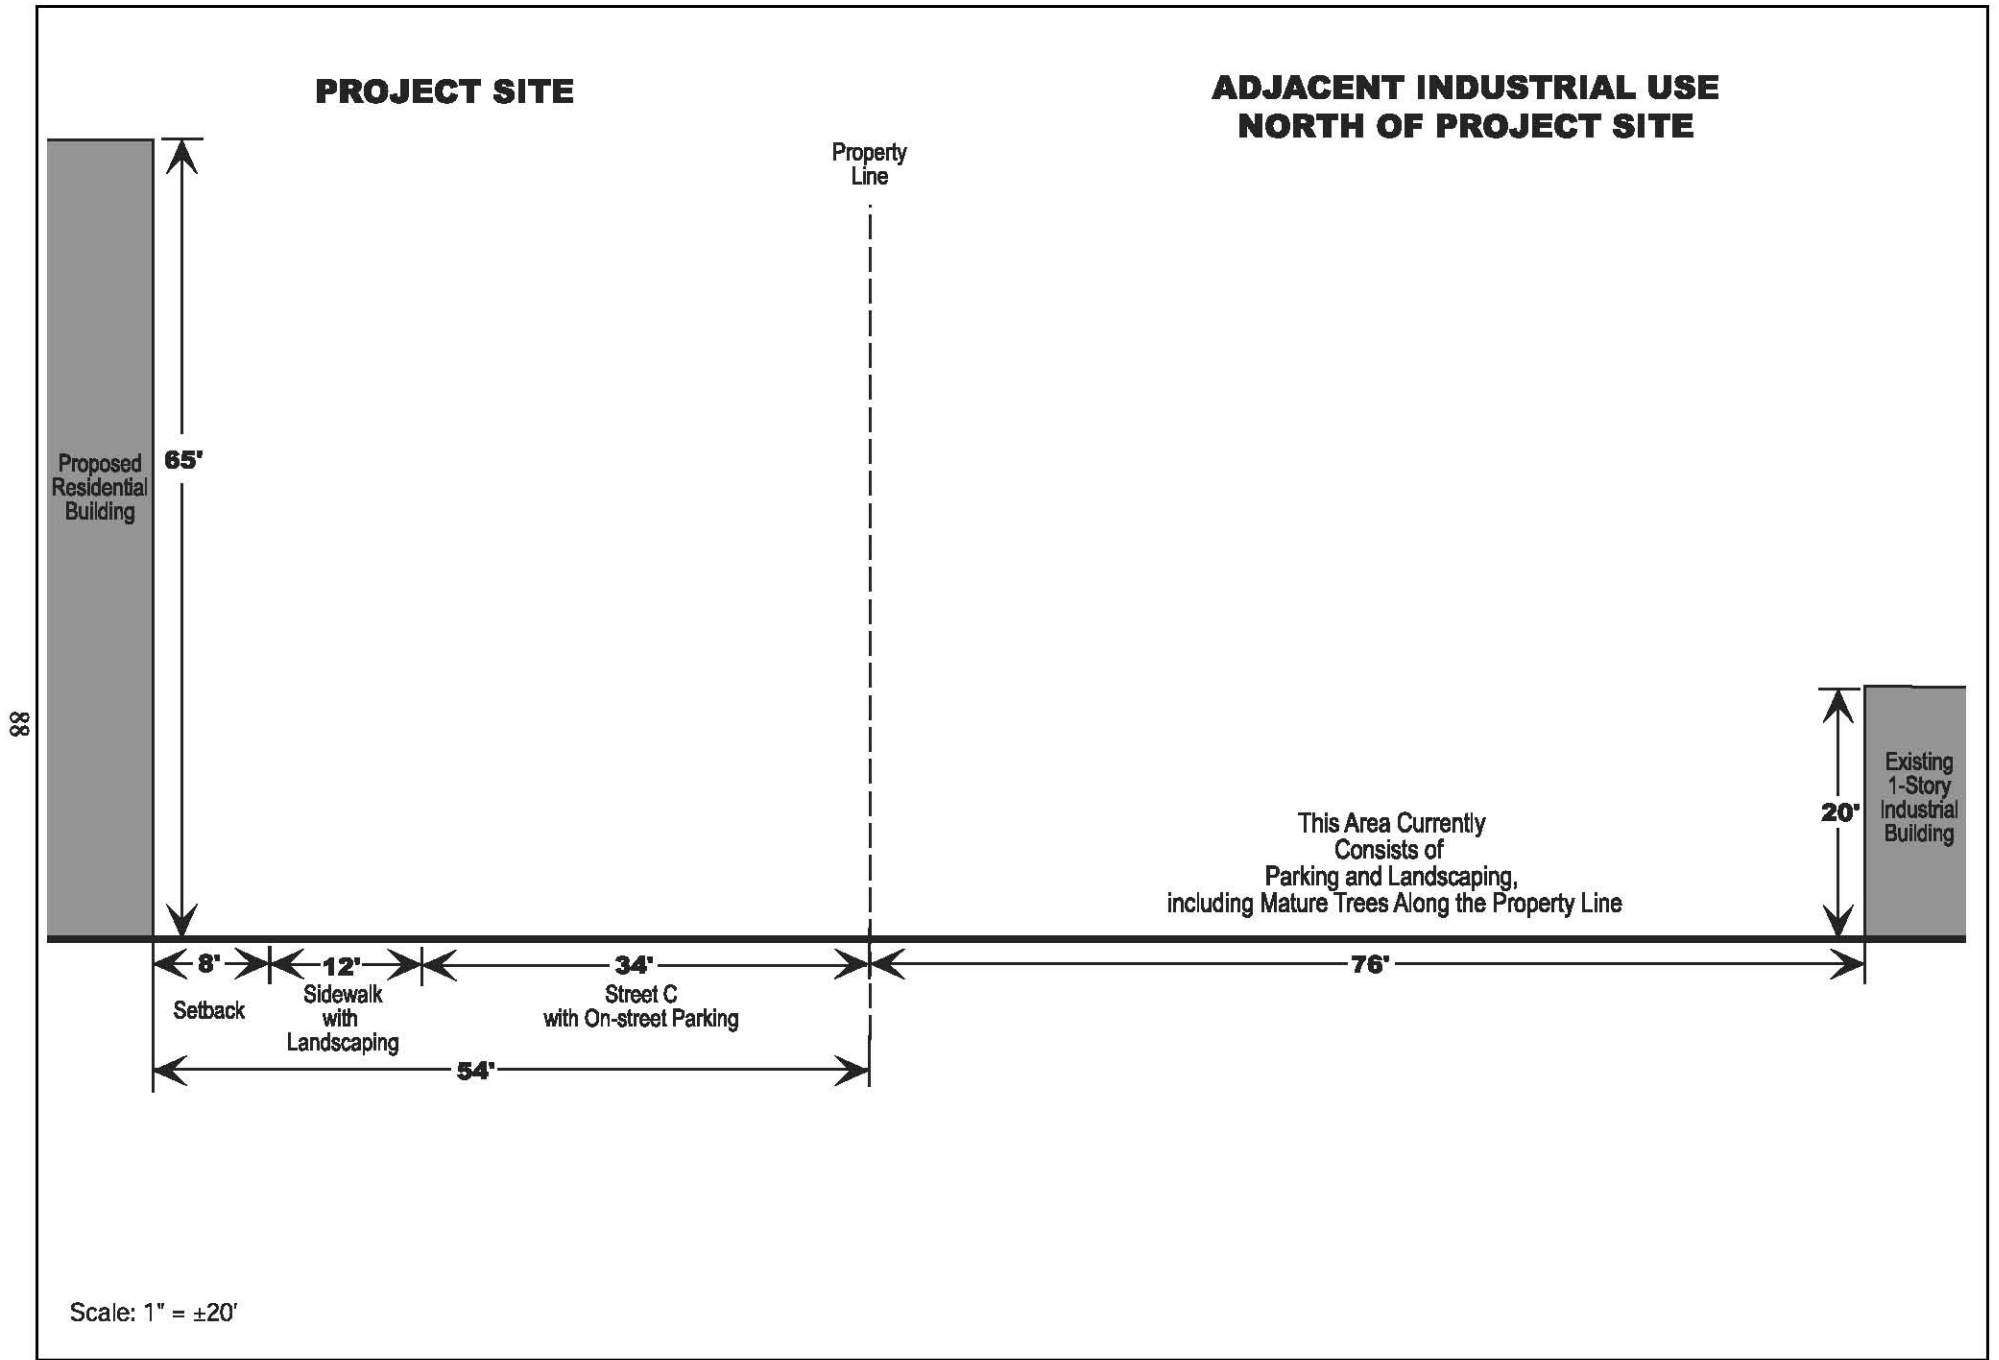 PROJECT SITE
ADJACENT INDUSTRIAL USE
NORTH OF PROJECT SITE
Property
Line
Proposed
Residential
Building
65'
88
Existing
1-Story
Industrial
Building
20'
This Area Currently
Consists of
Parking and Landscaping,
including Mature Trees Along the Property Line
8'
12'
34'
76'
Setback
Sidewalk
with
Landscaping
Street C
with On-street Parking
54'
Scale: 1" = ±20'